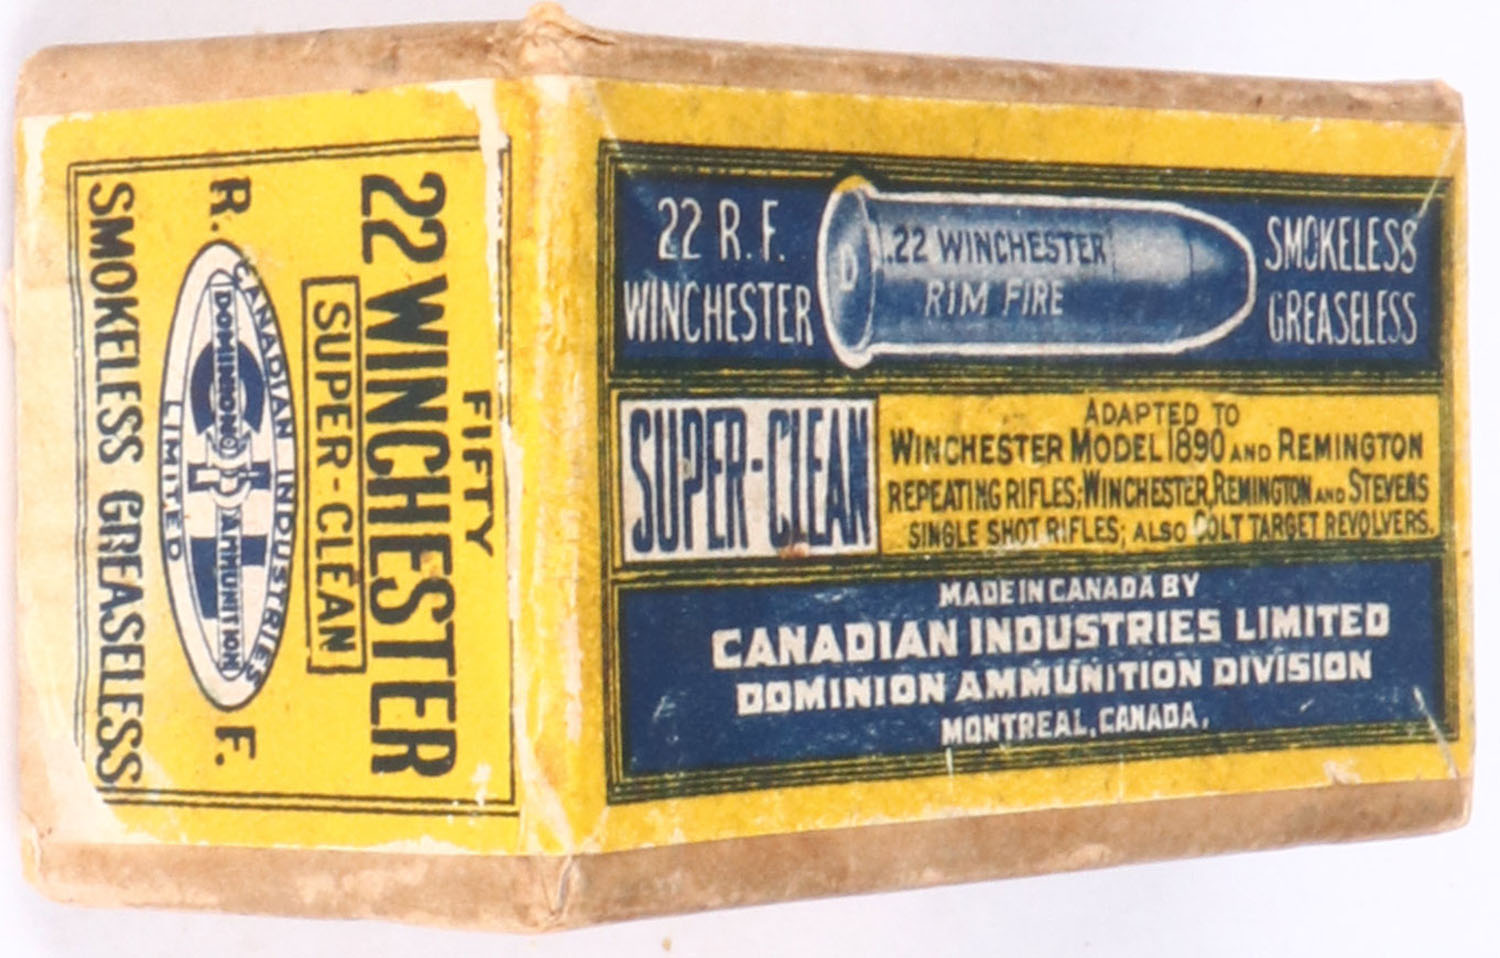 FIFTY
22 WINCHESTER
SUPER-CLEAN
R. F.
CANADIAN INDUSTRIES
DOMINION AMMUNITION
LIMITED
SMOKELESS GREASELESS
22 R.F.
WINCHESTER
D
.22 WINCHESTER
RIM FIRE
SMOKELESS
GREASELESS
SUPER-CLEAN
ADAPTED TO
WINCHESTER MODEL 1890 AND REMINGTON
REPEATING RIFLES; WINCHESTER, REMINGTON AND STEVENS
SINGLE SHOT RIFLES; ALSO COLT TARGET REVOLVERS.
MADE IN CANADA BY
CANADIAN INDUSTRIES LIMITED
DOMINION AMMUNITION DIVISION
MONTREAL, CANADA.